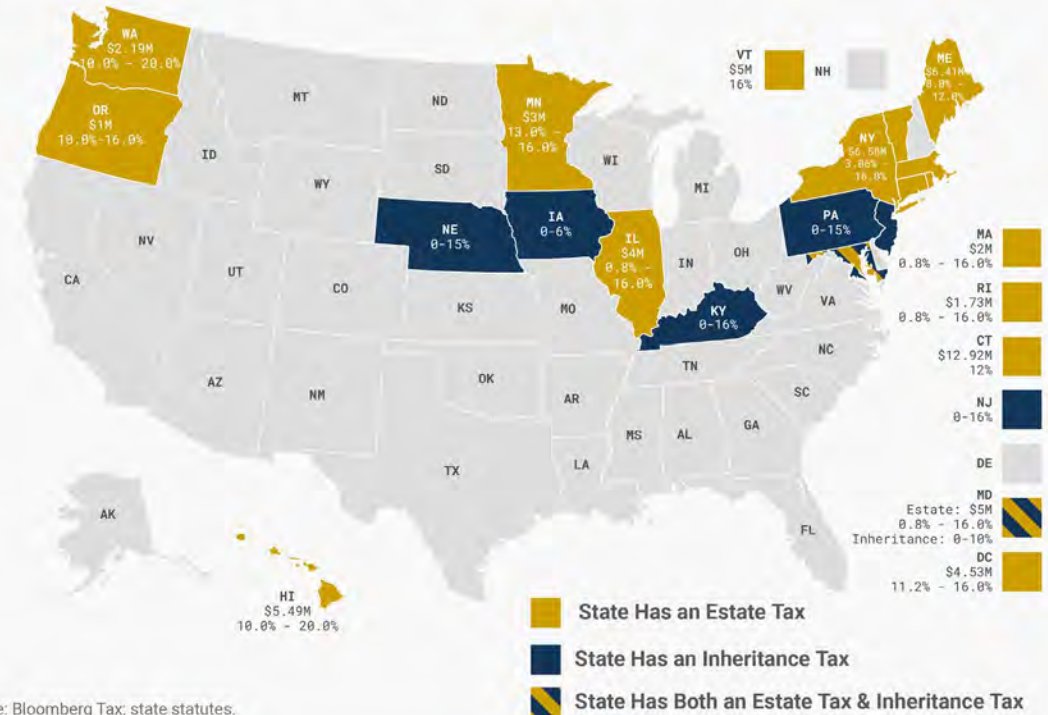 WA
$2.19M
10.0% - 20.0%
OR
$1M
10.0%-16.0%
MT
ID
WY
NV
CA
UT
AZ
CO
NM
ND
SD
NE
0-15%
KS
OK
TX
MN
$3M
13.0% -
16.0%
IA
0-6%
MO
AR
LA
WI
IL
$4M
0.8% -
16.0%
MI
IN
OH
KY
0-16%
TN
MS
AL
GA
FL
SC
NC
VA
WV
PA
0-15%
NY
$6.58M
3.06% -
16.0%
VT
$5M
16%
NH
ME
$6.41M
8.0% -
12.0%
MA
$2M
0.8% - 16.0%
RI
$1.73M
0.8% - 16.0%
CT
$12.92M
12%
NJ
0-16%
DE
MD
Estate: $5M
0.8% - 16.0%
Inheritance: 0-10%
DC
$4.53M
11.2% - 16.0%
AK
HI
$5.49M
10.0% - 20.0%
State Has an Estate Tax
State Has an Inheritance Tax
State Has Both an Estate Tax & Inheritance Tax
e: Bloomberg Tax; state statutes.